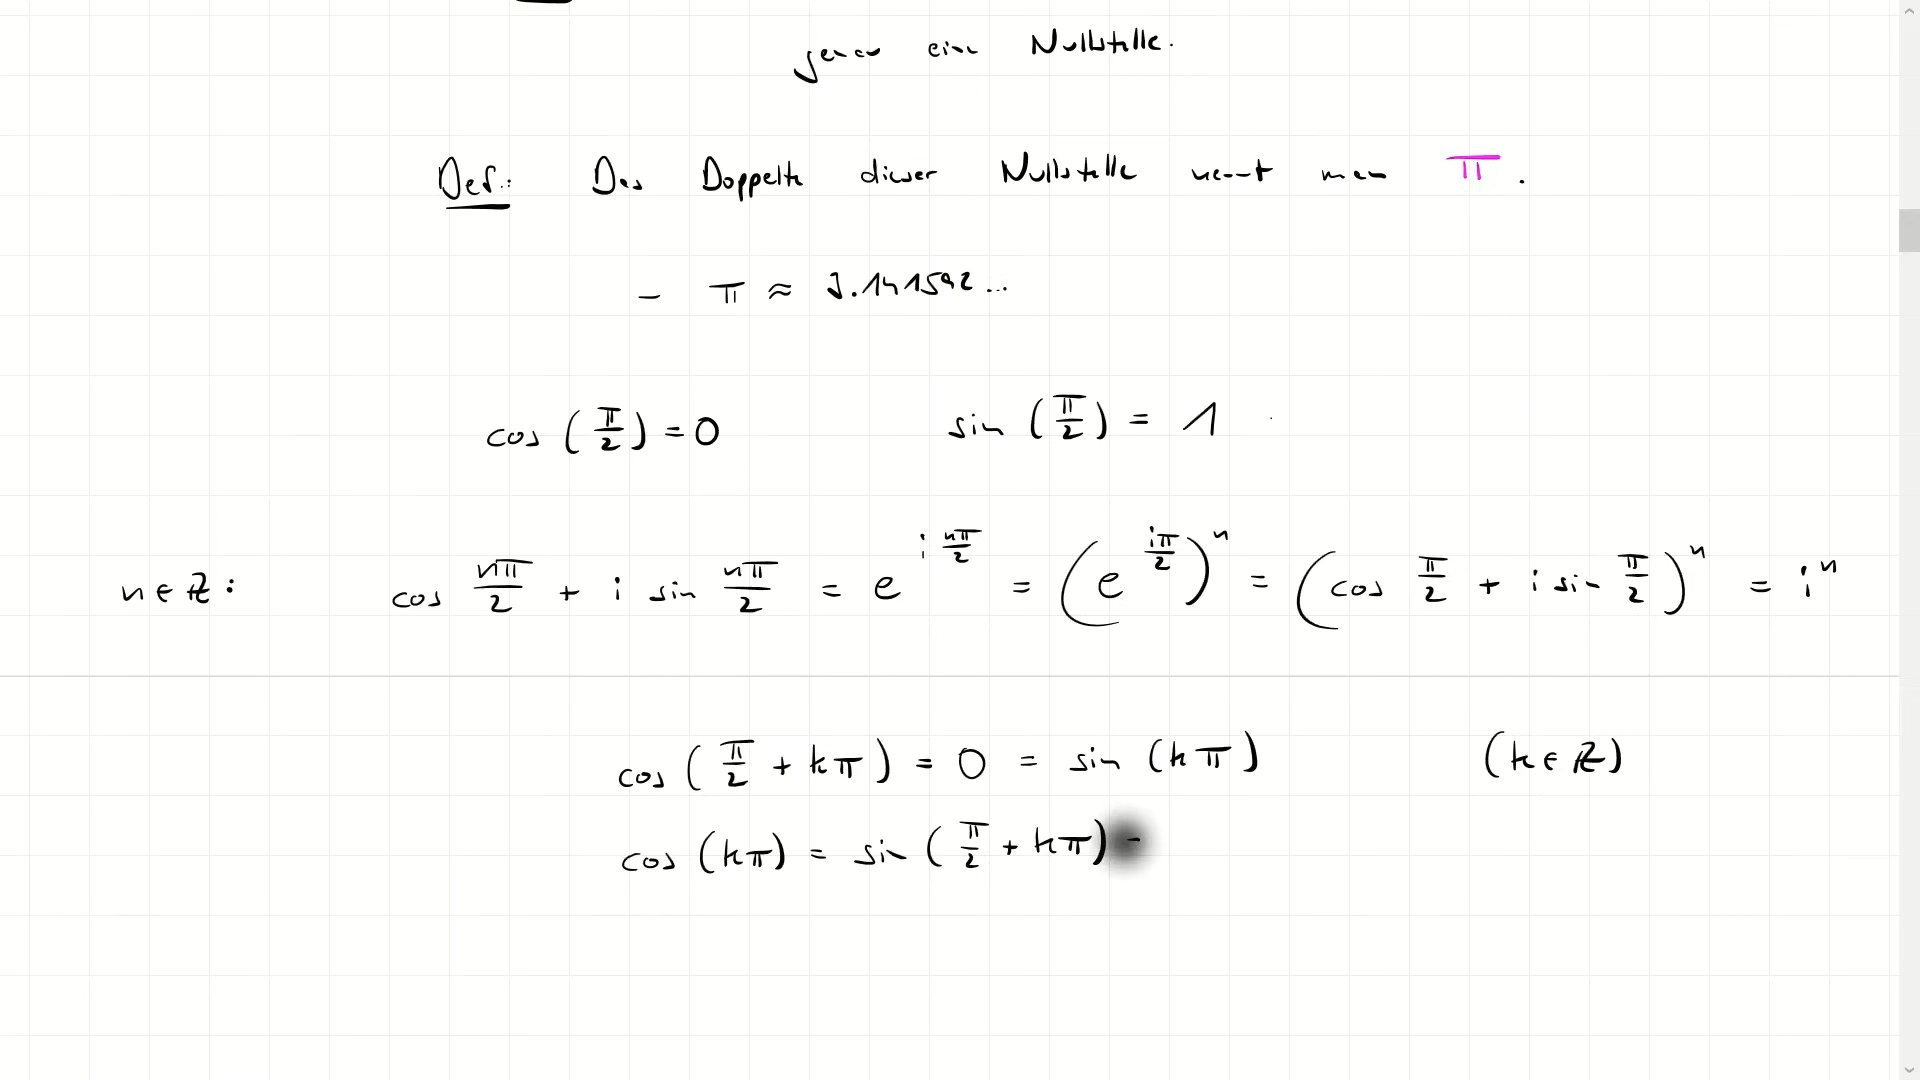 genau eine Nullstelle.
Def.: Das Doppelte dieser Nullstelle nennt man π.
- π ≈ 3.141592...
cos (π/2) = 0 sin (π/2) = 1
n ∈ ℤ: cos nπ/2 + i sin nπ/2 = e^(i nπ/2) = (e^(iπ/2))^n = (cos π/2 + i sin π/2)^n = i^n
cos (π/2 + kπ) = 0 = sin (kπ) (k ∈ ℤ)
cos (kπ) = sin (π/2 + kπ) -